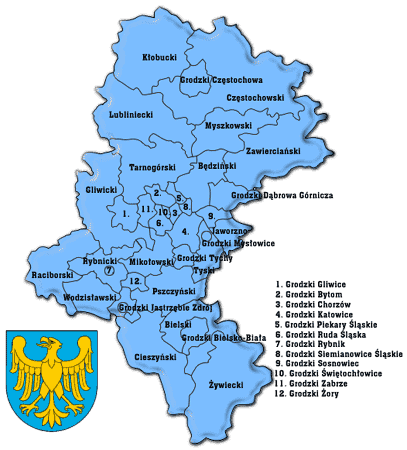 Kłobucki
Grodzki Częstochowa
Częstochowski
Lubliniecki
Myszkowski
Zawierciański
Tarnogórski
Będziński
Gliwicki
Grodzki Dąbrowa Górnicza
2.
5.
1.
11.
10.
3.
8.
9.
6.
4.
Jaworzno
Grodzki Mysłowice
Rybnicki
Mikołowski
Grodzki Tychy
7
Tyski
Raciborski
12.
Wodzisławski
Pszczyński
Grodzki Jastrzębie Zdrój
Bielski
Grodzki Bielsko-Biała
Cieszyński
Żywiecki
1. Grodzki Gliwice
2. Grodzki Bytom
3. Grodzki Chorzów
4. Grodzki Katowice
5. Grodzki Piekary Śląskie
6. Grodzki Ruda Śląska
7. Grodzki Rybnik
8. Grodzki Siemianowice Śląskie
9. Grodzki Sosnowiec
10. Grodzki Świętochłowice
11. Grodzki Zabrze
12. Grodzki Żory